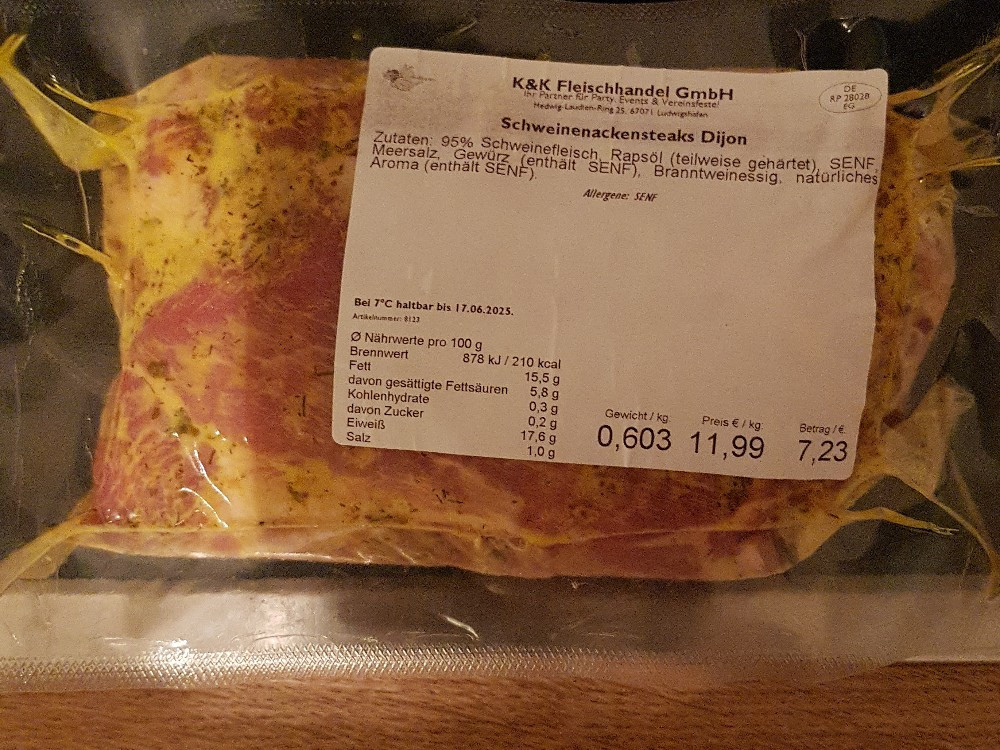 K&K Fleischhandel GmbH
Ihr Partner für Party, Events & Vereinsfeste!
Hedwig-Laudien-Ring 25, 67071 Ludwigshafen
DE
RP 28028
EG
Schweinenackensteaks Dijon
Zutaten: 95% Schweinefleisch, Rapsöl (teilweise gehärtet), SENF,
Meersalz, Gewürz (enthält SENF), Branntweinessig, natürliches
Aroma (enthält SENF).
Allergene: SENF
Bei 7°C haltbar bis 17.06.2025.
Artikelnummer: 8123
Ø Nährwerte pro 100 g
Brennwert 878 kJ / 210 kcal
Fett 15,5 g
davon gesättigte Fettsäuren 5,8 g
Kohlenhydrate 0,3 g
davon Zucker 0,2 g
Eiweiß 17,6 g
Salz 1,0 g
Gewicht / kg: Preis € / kg: Betrag / €:
0,603 11,99 7,23